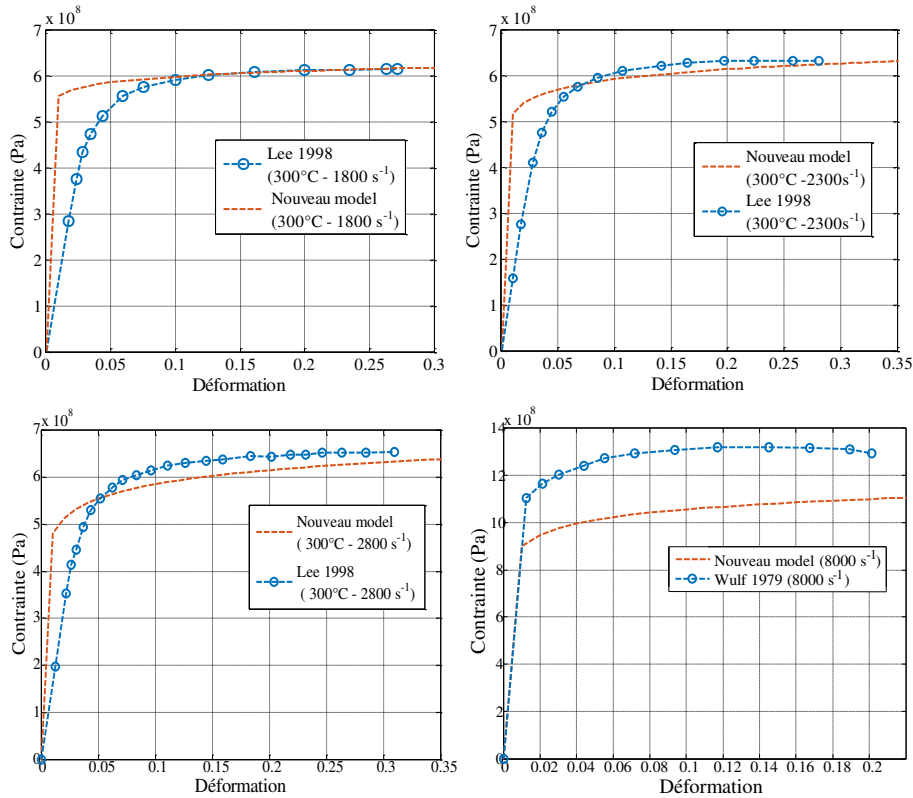 x 10^8
7
6
5
4
3
2
1
0
Contrainte (Pa)
Lee 1998
(300°C - 1800 s^-1)
Nouveau model
(300°C - 1800 s^-1)
0 0.05 0.1 0.15 0.2 0.25 0.3
Déformation
x 10^8
7
6
5
4
3
2
1
0
Contrainte (Pa)
Nouveau model
(300°C -2300s^-1)
Lee 1998
(300°C -2300s^-1)
0 0.05 0.1 0.15 0.2 0.25 0.3 0.35
Déformation
x 10^8
7
6
5
4
3
2
1
0
Contrainte (Pa)
Nouveau model
( 300°C - 2800 s^-1)
Lee 1998
( 300°C - 2800 s^-1)
0 0.05 0.1 0.15 0.2 0.25 0.3 0.35
Déformation
x 10^8
14
12
10
8
6
4
2
0
Contrainte (Pa)
Nouveau model (8000 s^-1)
Wulf 1979 (8000 s^-1)
0 0.02 0.04 0.06 0.08 0.1 0.12 0.14 0.16 0.18 0.2
Déformation